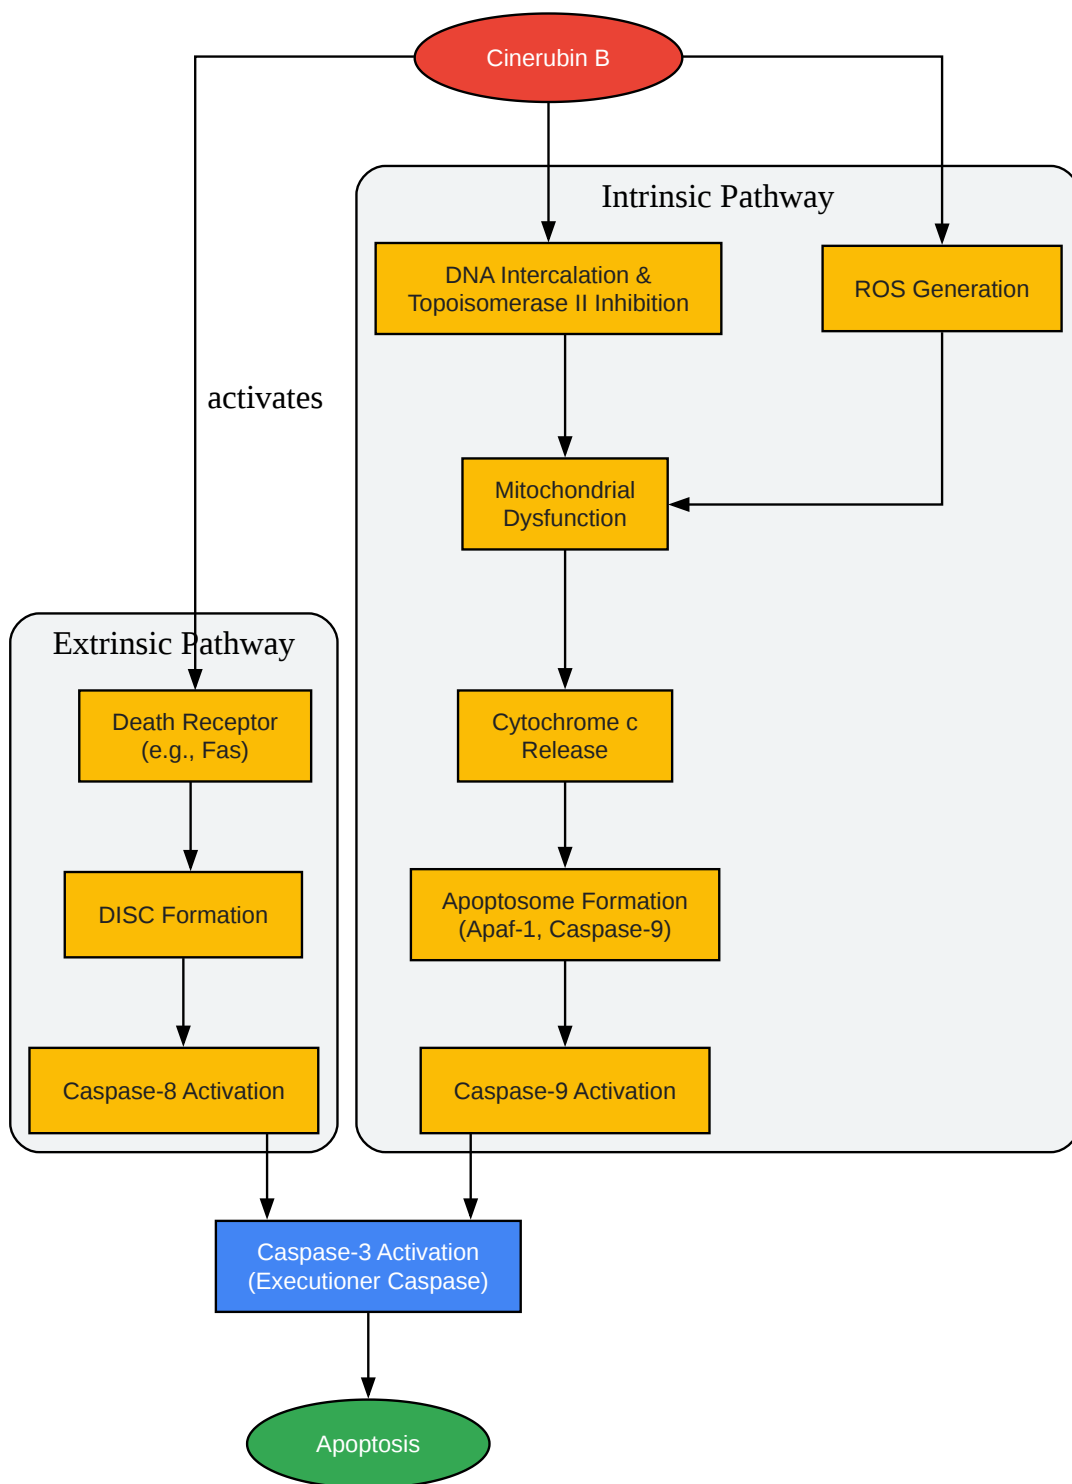 Cinerubin B
Intrinsic Pathway
DNA Intercalation &
Topoisomerase II Inhibition
ROS Generation
activates
Mitochondrial
Dysfunction
Extrinsic Pathway
Death Receptor
(e.g., Fas)
Cytochrome c
Release
DISC Formation
Apoptosome Formation
(Apaf-1, Caspase-9)
Caspase-8 Activation
Caspase-9 Activation
Caspase-3 Activation
(Executioner Caspase)
Apoptosis